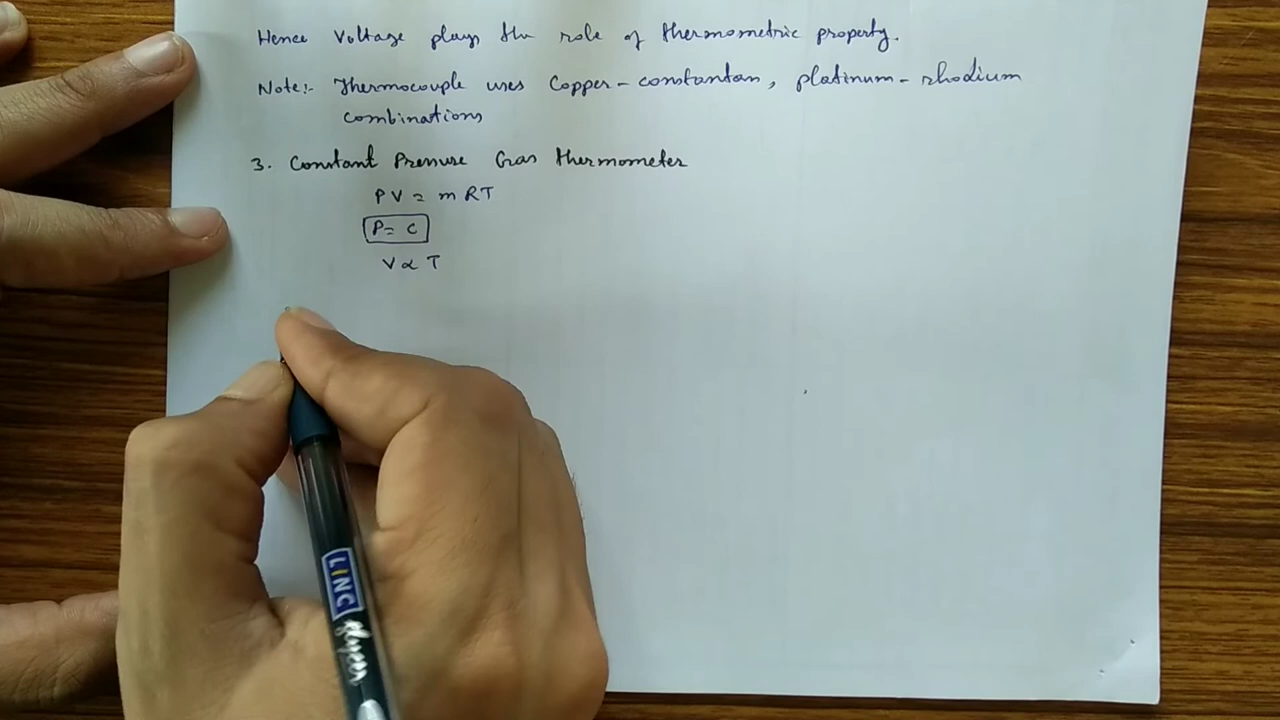 Hence Voltage plays the role of thermometric property.
Note:- Thermocouple uses Copper-constantan, platinum-rhodium
combinations
3. Constant Pressure Gas thermometer
PV = mRT
P= C
V ∝ T
LINC
glycer